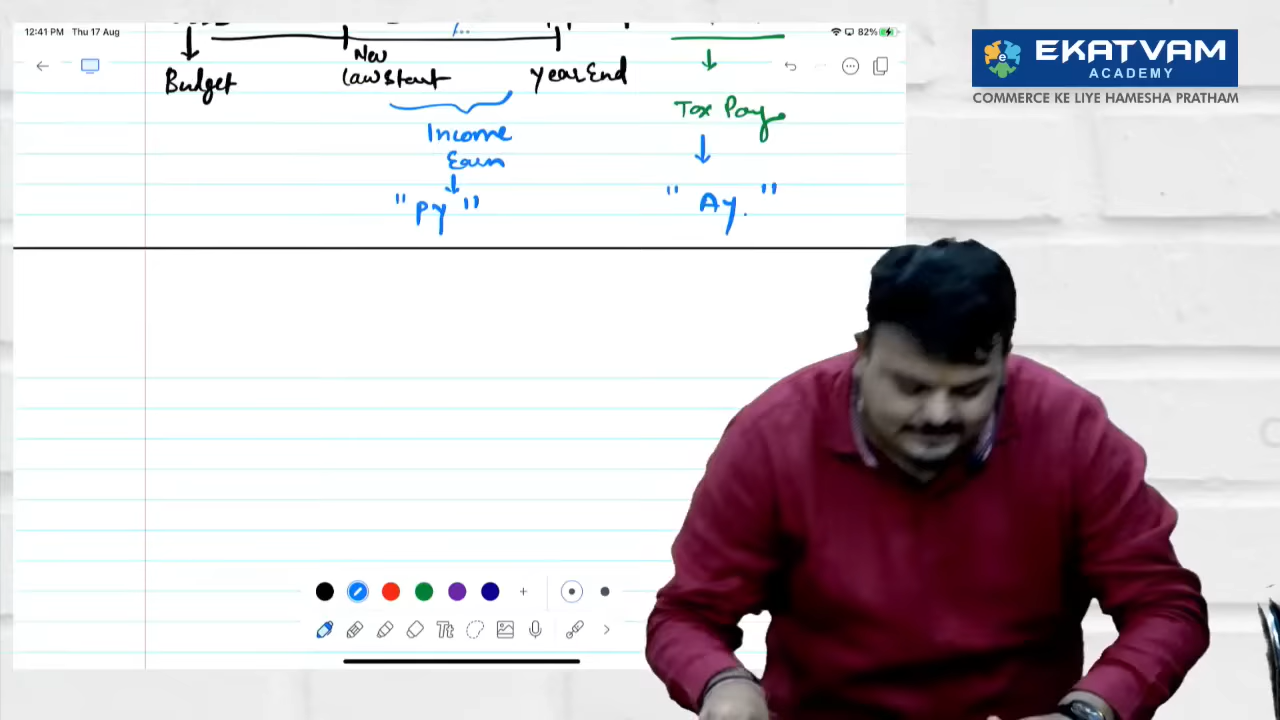 12:41 PM Thu 17 Aug
82%
EKATVAM
ACADEMY
COMMERCE KE LIYE HAMESHA PRATHAM
New
Budget
law start
Year End
Tax Pay
Income
Earn
" PY "
" AY. "
Tt